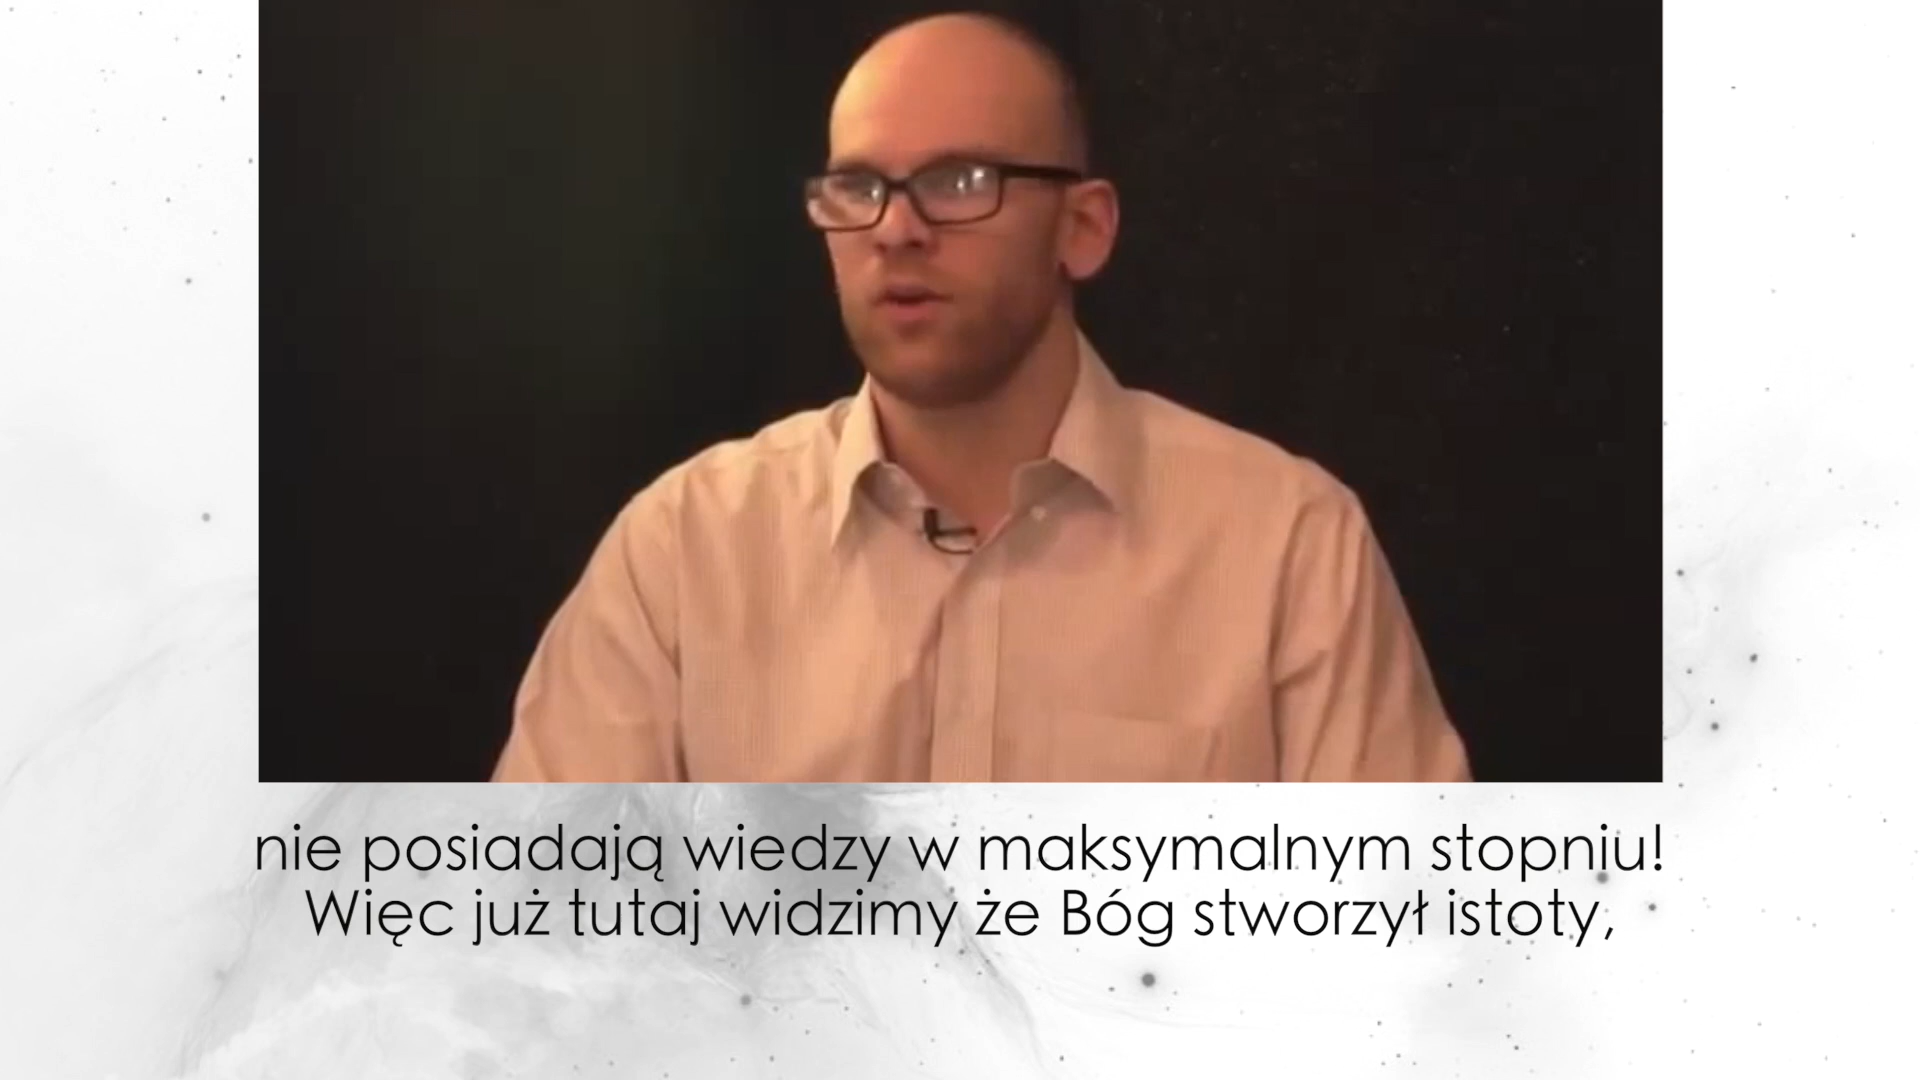 nie posiadają wiedzy w maksymalnym stopniu!
Więc już tutaj widzimy że Bóg stworzył istoty,